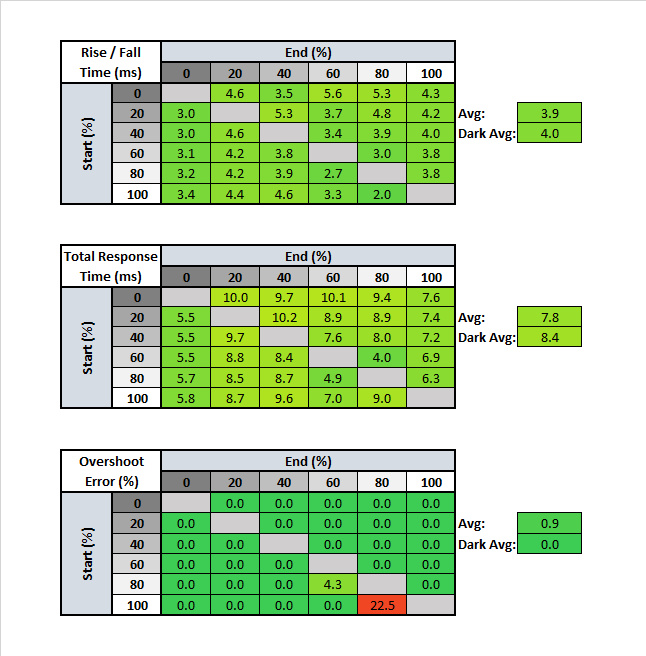 Rise / Fall Time (ms) End (%)
0 20 40 60 80 100
Start (%)
0 4.6 3.5 5.6 5.3 4.3
20 3.0 5.3 3.7 4.8 4.2 Avg: 3.9
40 3.0 4.6 3.4 3.9 4.0 Dark Avg: 4.0
60 3.1 4.2 3.8 3.0 3.8
80 3.2 4.2 3.9 2.7 3.8
100 3.4 4.4 4.6 3.3 2.0
Total Response Time (ms) End (%)
0 20 40 60 80 100
Start (%)
0 10.0 9.7 10.1 9.4 7.6
20 5.5 10.2 8.9 8.9 7.4 Avg: 7.8
40 5.5 9.7 7.6 8.0 7.2 Dark Avg: 8.4
60 5.5 8.8 8.4 4.0 6.9
80 5.7 8.5 8.7 4.9 6.3
100 5.8 8.7 9.6 7.0 9.0
Overshoot Error (%) End (%)
0 20 40 60 80 100
Start (%)
0 0.0 0.0 0.0 0.0 0.0
20 0.0 0.0 0.0 0.0 0.0 Avg: 0.9
40 0.0 0.0 0.0 0.0 0.0 Dark Avg: 0.0
60 0.0 0.0 0.0 0.0 0.0
80 0.0 0.0 0.0 4.3 0.0
100 0.0 0.0 0.0 0.0 22.5